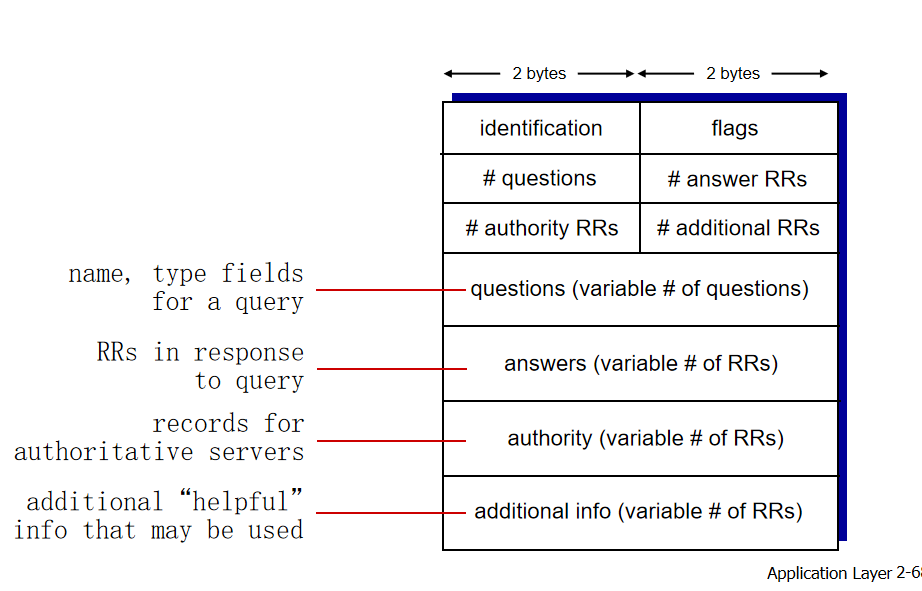 2 bytes 2 bytes
identification flags
# questions # answer RRs
# authority RRs # additional RRs
name, type fields
for a query
questions (variable # of questions)
RRs in response
to query
answers (variable # of RRs)
records for
authoritative servers
authority (variable # of RRs)
additional “helpful”
info that may be used
additional info (variable # of RRs)
Application Layer 2-68